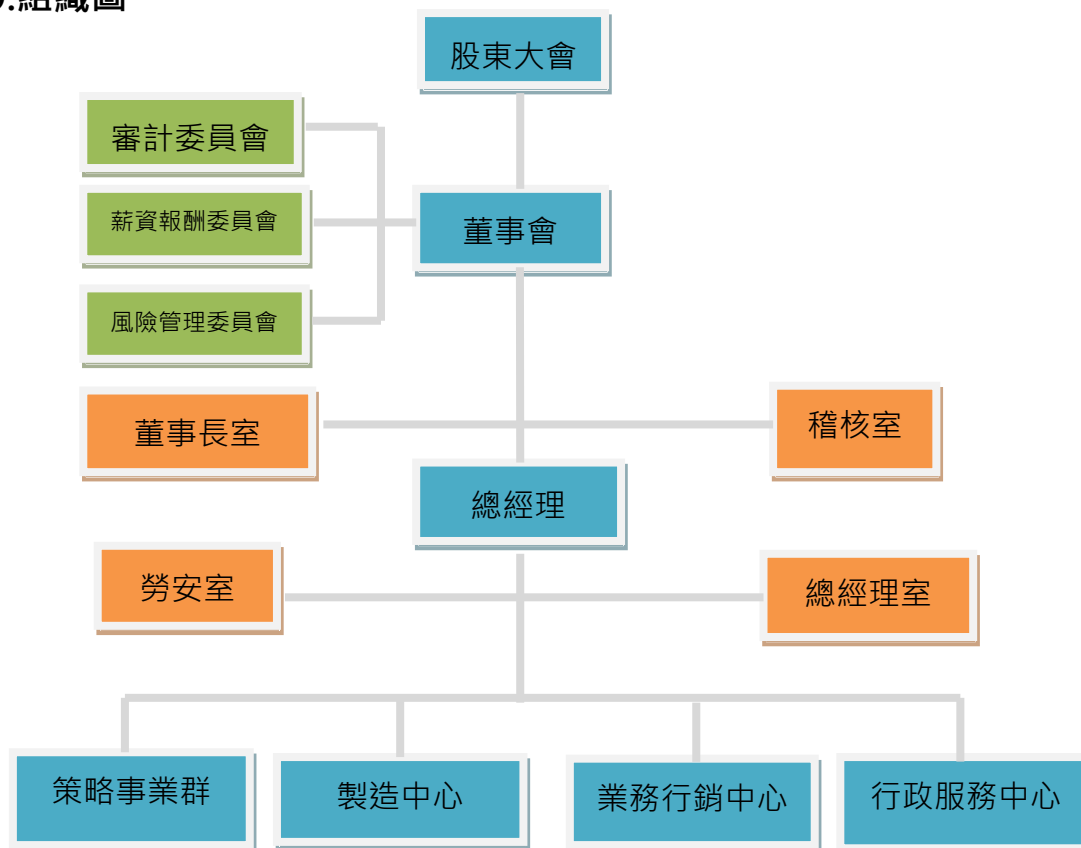 .組織圖
股東大會
審計委員會
薪資報酬委員會
董事會
風險管理委員會
董事長室
稽核室
總經理
勞安室
總經理室
策略事業群
製造中心
業務行銷中心
行政服務中心